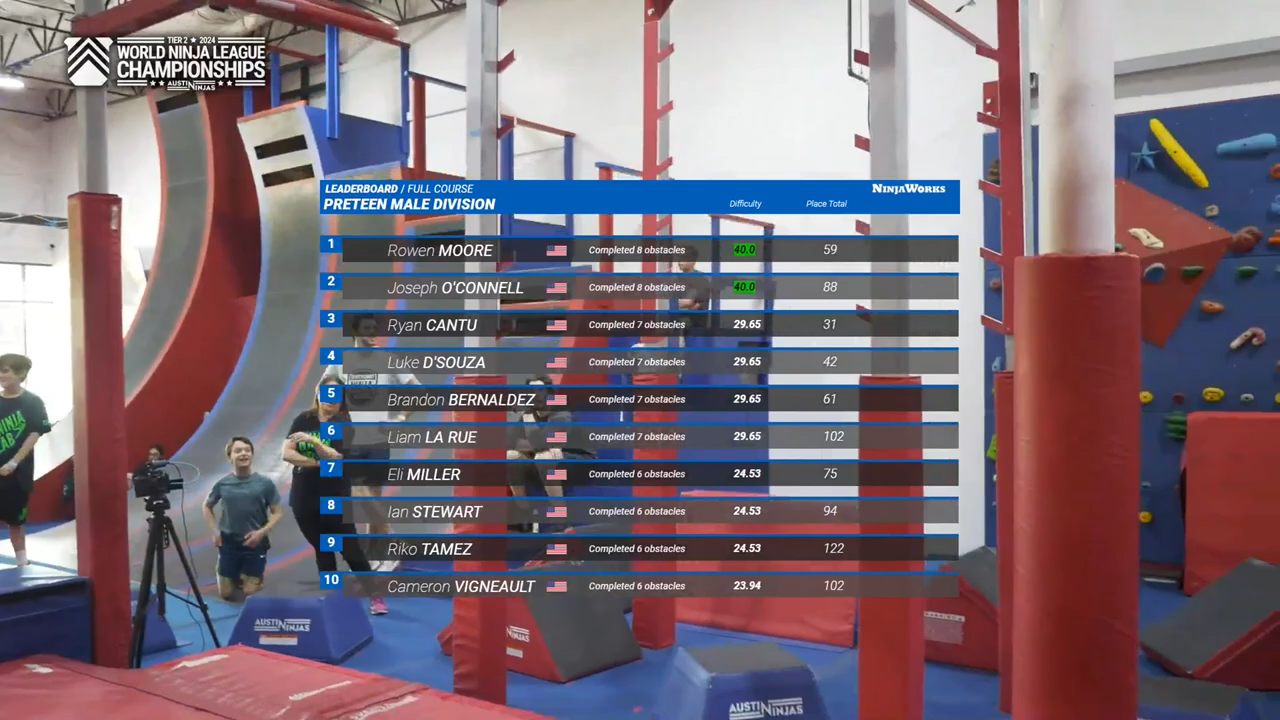 TIER 2 ★ 2024
WORLD NINJA LEAGUE
CHAMPIONSHIPS
AUSTIN NINJAS
LEADERBOARD / FULL COURSE
NINJAWORKS
PRETEEN MALE DIVISION Difficulty Place Total
1 Rowen MOORE Completed 8 obstacles 40.0 59
2 Joseph O'CONNELL Completed 8 obstacles 40.0 88
3 Ryan CANTU Completed 7 obstacles 29.65 31
4 Luke D'SOUZA Completed 7 obstacles 29.65 42
5 Brandon BERNALDEZ Completed 7 obstacles 29.65 61
6 Liam LA RUE Completed 7 obstacles 29.65 102
7 Eli MILLER Completed 6 obstacles 24.53 75
8 Ian STEWART Completed 6 obstacles 24.53 94
9 Riko TAMEZ Completed 6 obstacles 24.53 122
10 Cameron VIGNEAULT Completed 6 obstacles 23.94 102
NINJA
LAB
AUSTIN NINJAS
NINJAS
AUSTIN NINJAS